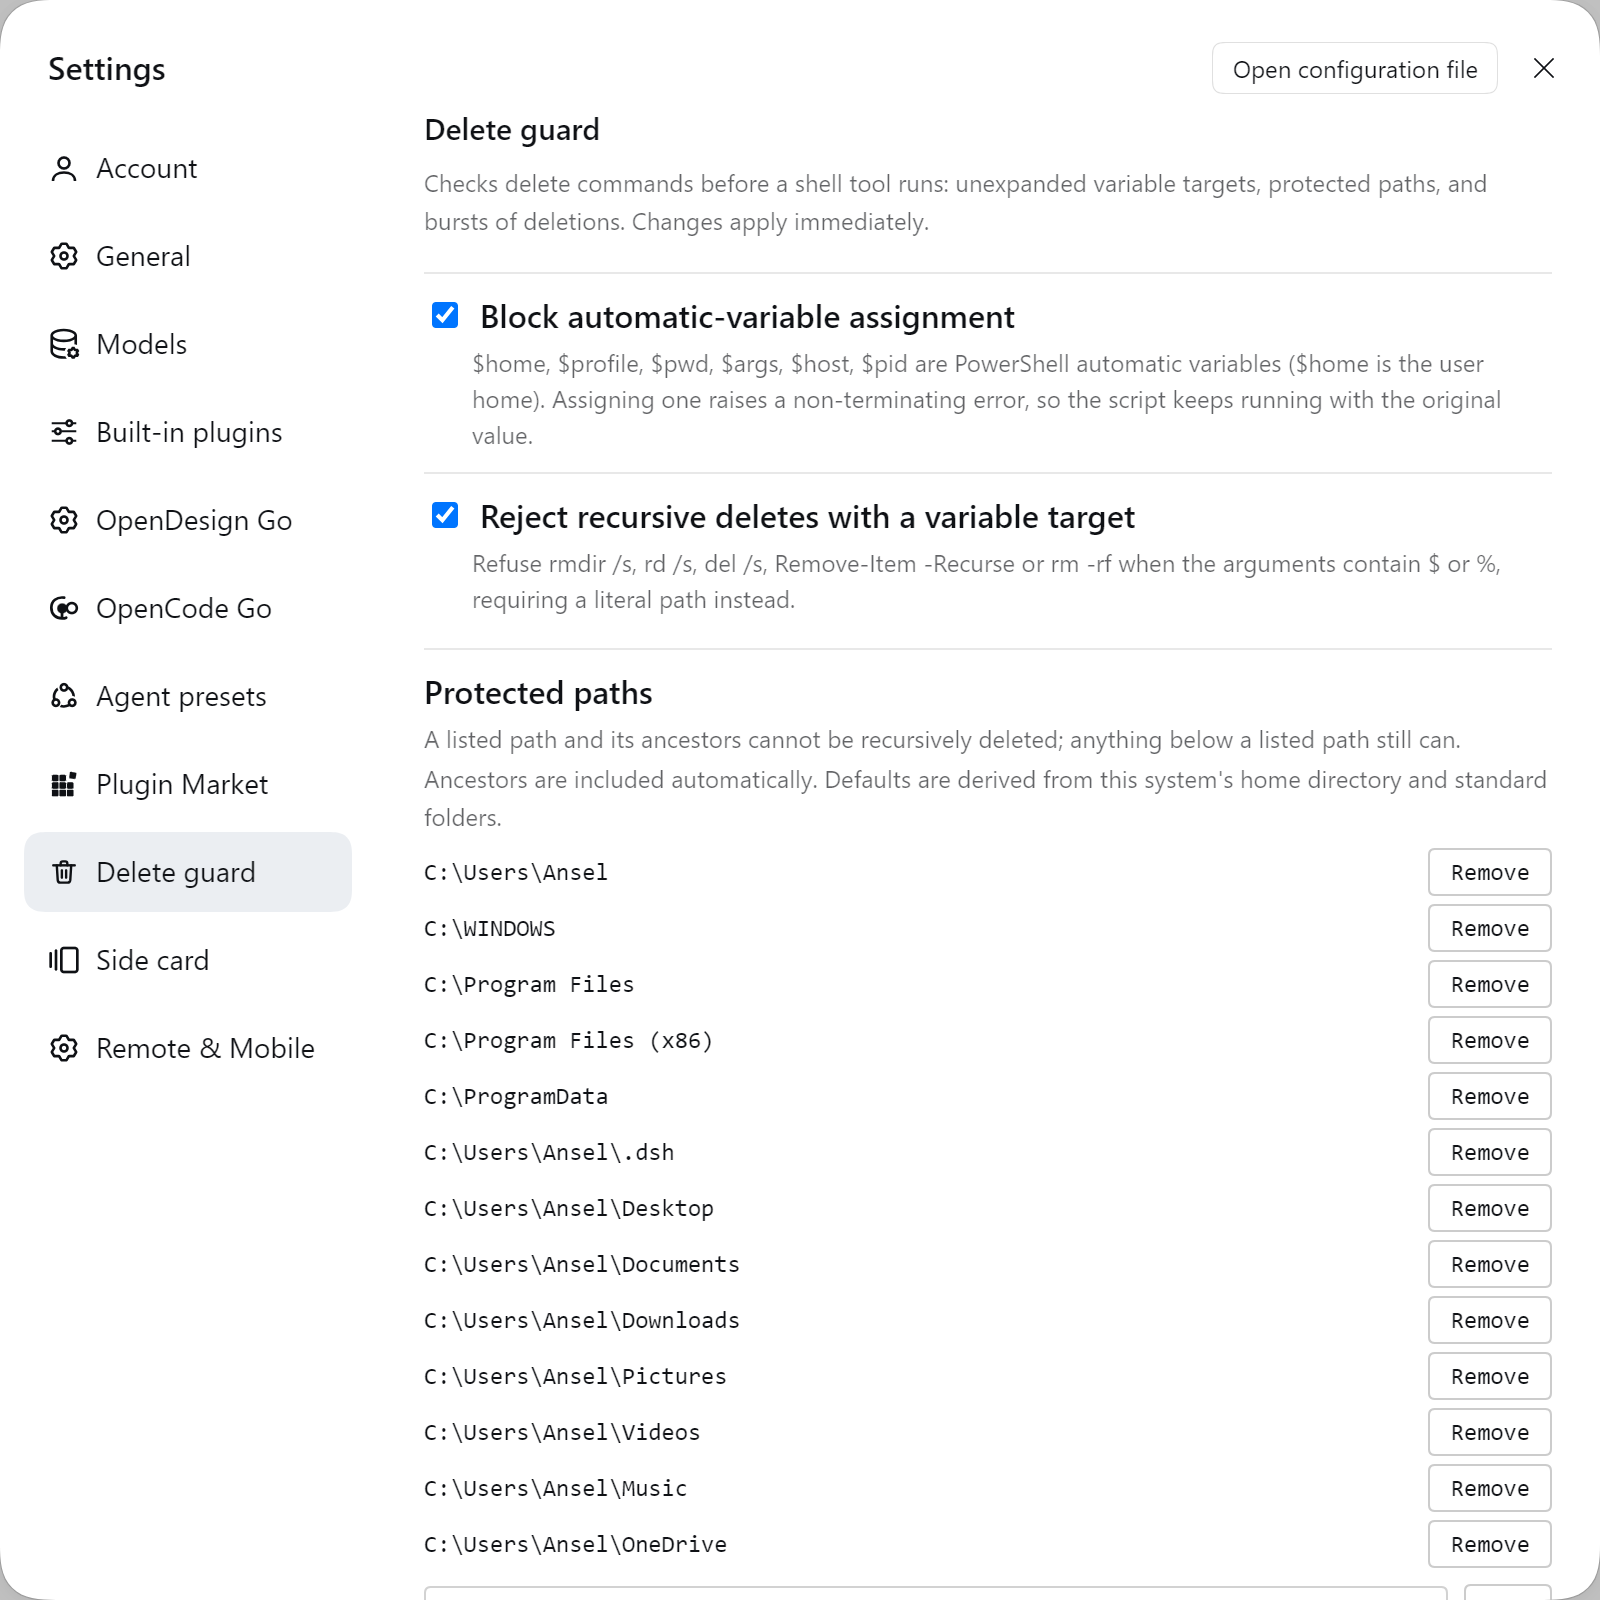 Settings
Open configuration file
Account
General
Models
Built-in plugins
OpenDesign Go
OpenCode Go
Agent presets
Plugin Market
Delete guard
Side card
Remote & Mobile
Delete guard
Checks delete commands before a shell tool runs: unexpanded variable targets, protected paths, and
bursts of deletions. Changes apply immediately.
Block automatic-variable assignment
$home, $profile, $pwd, $args, $host, $pid are PowerShell automatic variables ($home is the user
home). Assigning one raises a non-terminating error, so the script keeps running with the original
value.
Reject recursive deletes with a variable target
Refuse rmdir /s, rd /s, del /s, Remove-Item -Recurse or rm -rf when the arguments contain $ or %,
requiring a literal path instead.
Protected paths
A listed path and its ancestors cannot be recursively deleted; anything below a listed path still can.
Ancestors are included automatically. Defaults are derived from this system's home directory and standard
folders.
C:\Users\Ansel Remove
C:\WINDOWS Remove
C:\Program Files Remove
C:\Program Files (x86) Remove
C:\ProgramData Remove
C:\Users\Ansel\.dsh Remove
C:\Users\Ansel\Desktop Remove
C:\Users\Ansel\Documents Remove
C:\Users\Ansel\Downloads Remove
C:\Users\Ansel\Pictures Remove
C:\Users\Ansel\Videos Remove
C:\Users\Ansel\Music Remove
C:\Users\Ansel\OneDrive Remove